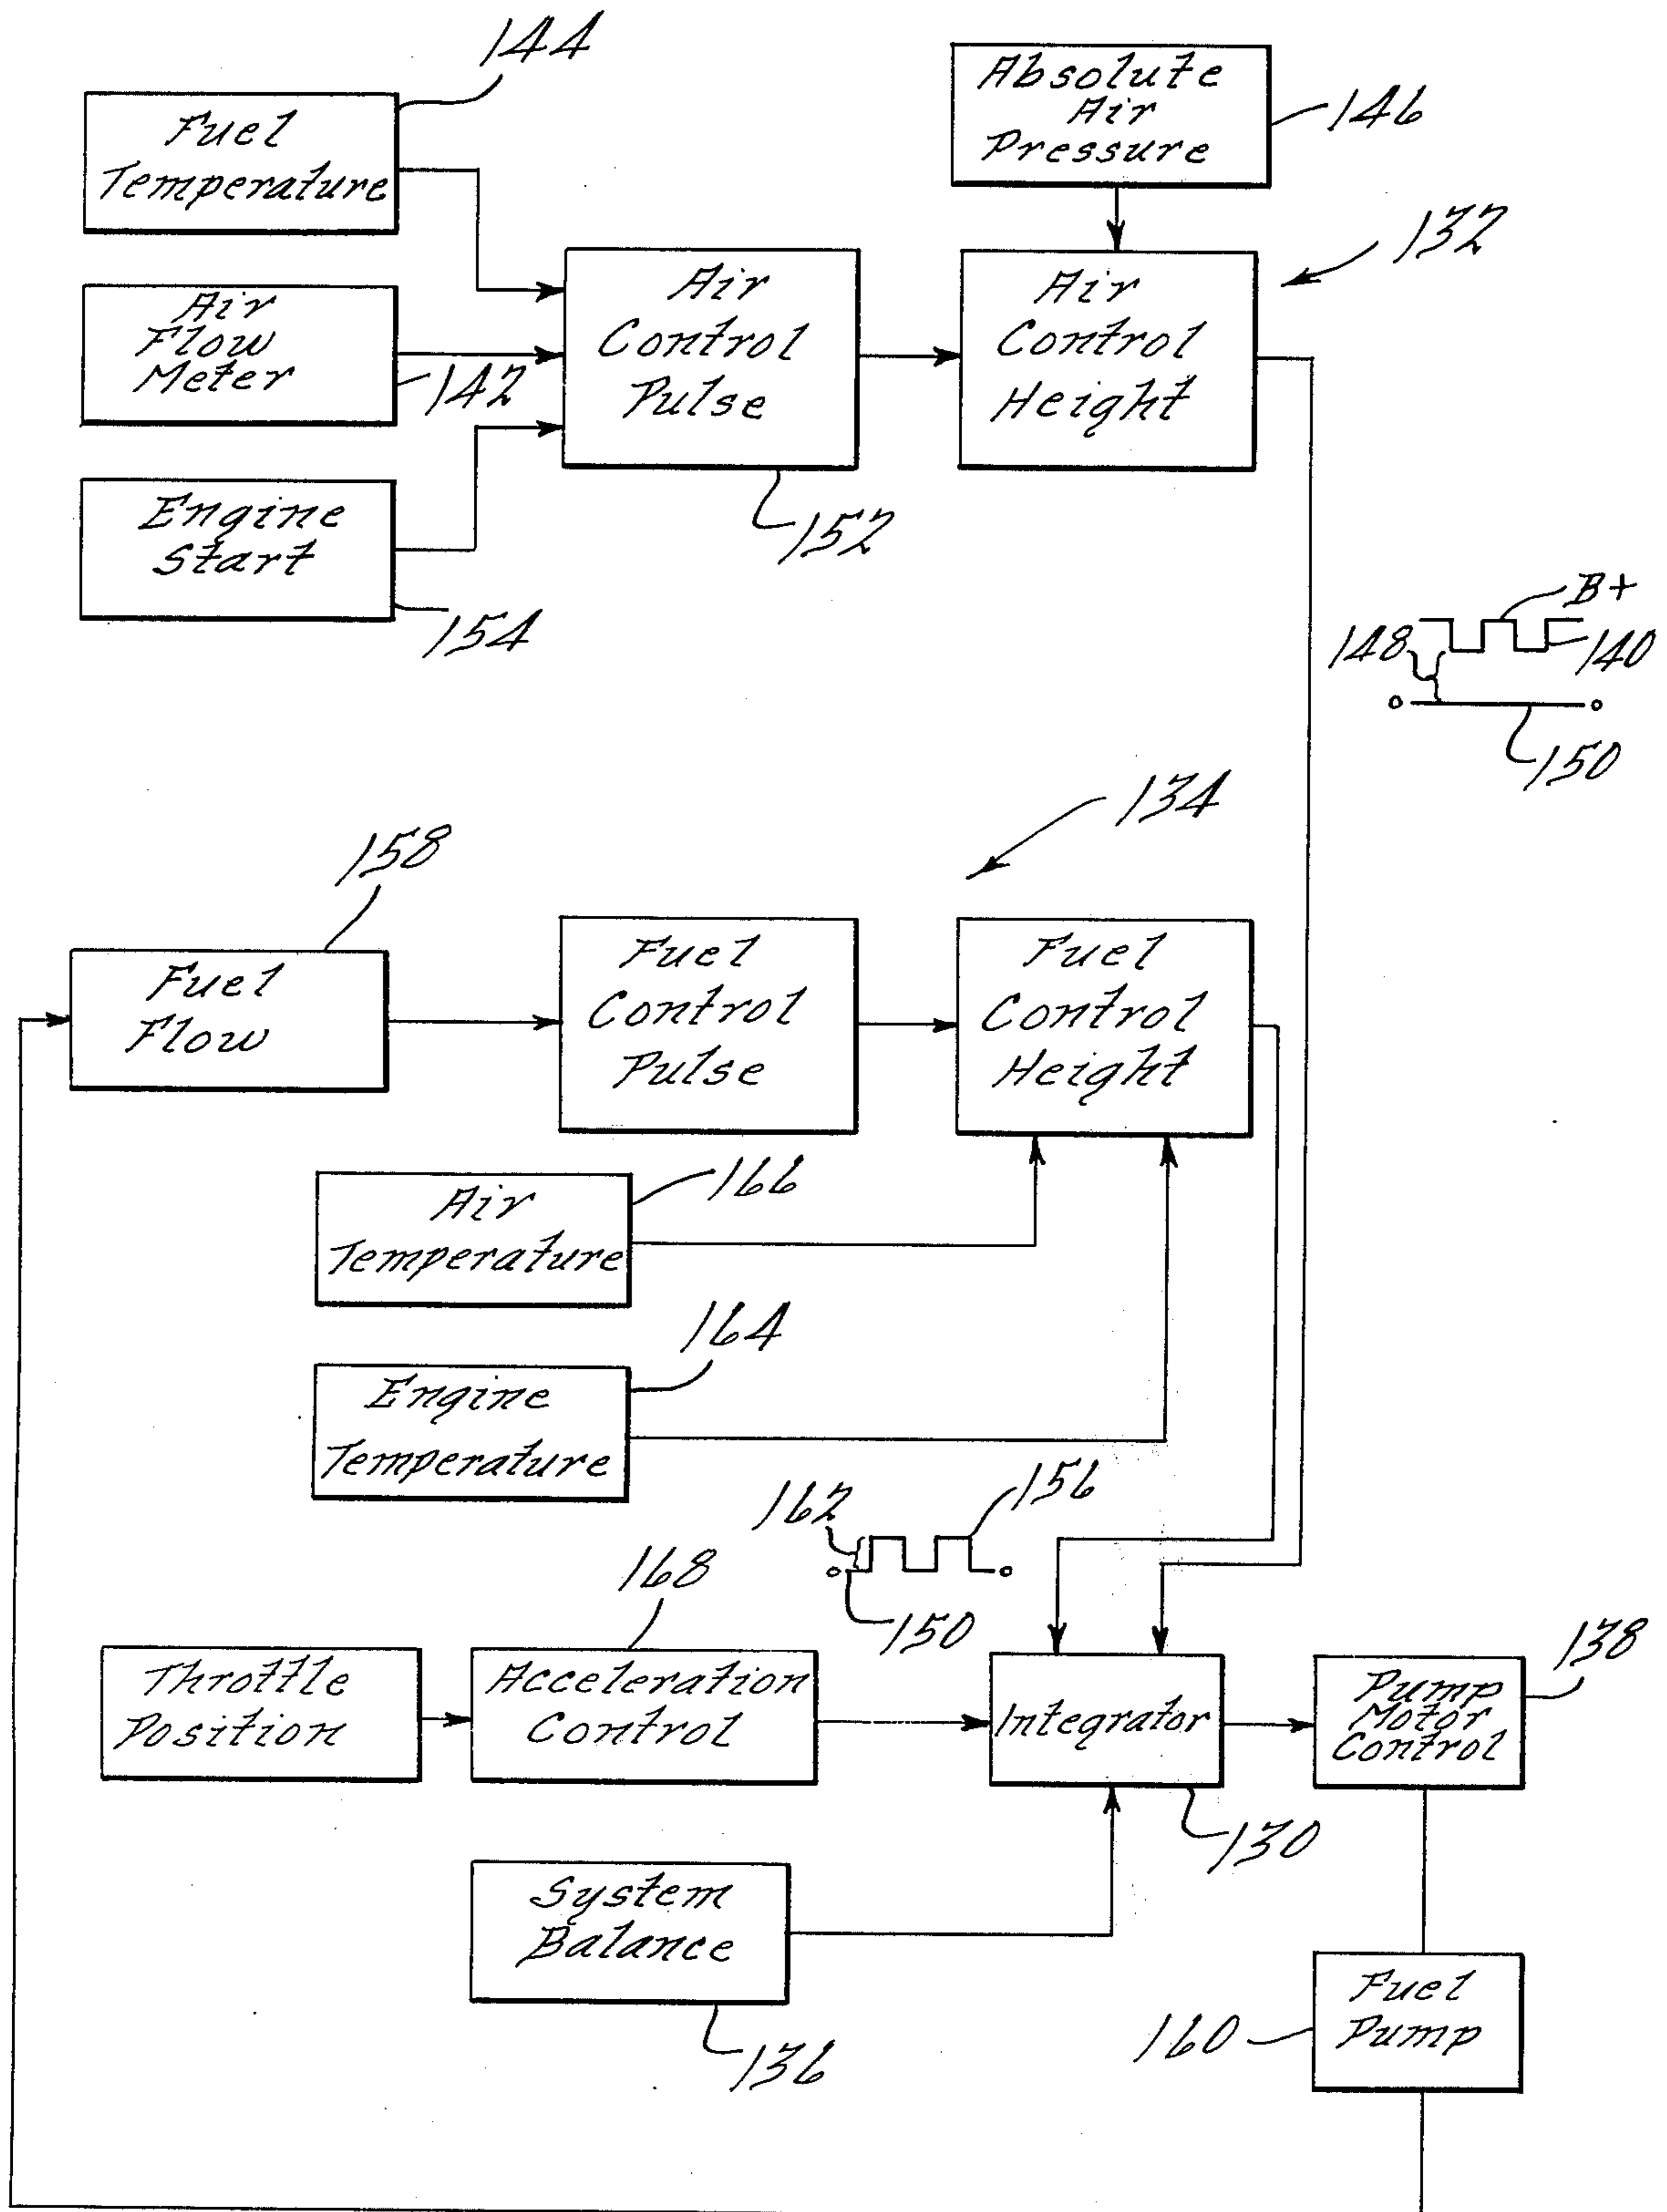 144
Fuel
Temperature
Absolute
Air
Pressure
146
132
Air
Flow
Meter
142
Air
Control
Pulse
Air
Control
Height
Engine
Start
154
152
B+
148
140
150
134
158
Fuel
Flow
Fuel
Control
Pulse
Fuel
Control
Height
Air
Temperature
166
164
Engine
Temperature
162
156
150
168
138
Throttle
Position
Acceleration
Control
Integrator
Pump
Motor
Control
130
System
Balance
136
Fuel
Pump
160